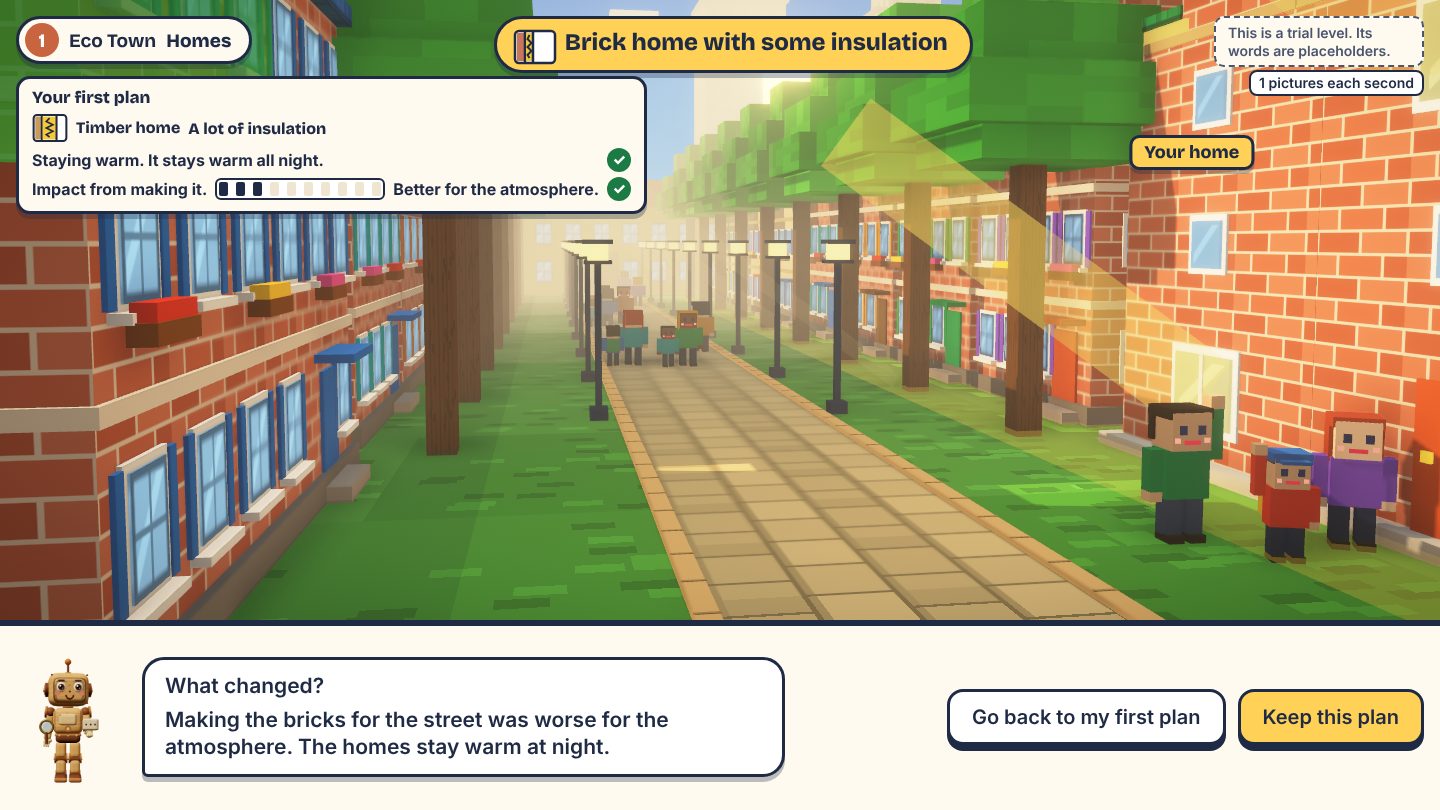 1 Eco Town Homes
Brick home with some insulation
This is a trial level. Its
words are placeholders.
1 pictures each second
Your first plan
Timber home A lot of insulation
Staying warm. It stays warm all night.
Impact from making it. Better for the atmosphere.
Your home
What changed?
Making the bricks for the street was worse for the
atmosphere. The homes stay warm at night.
Go back to my first plan
Keep this plan